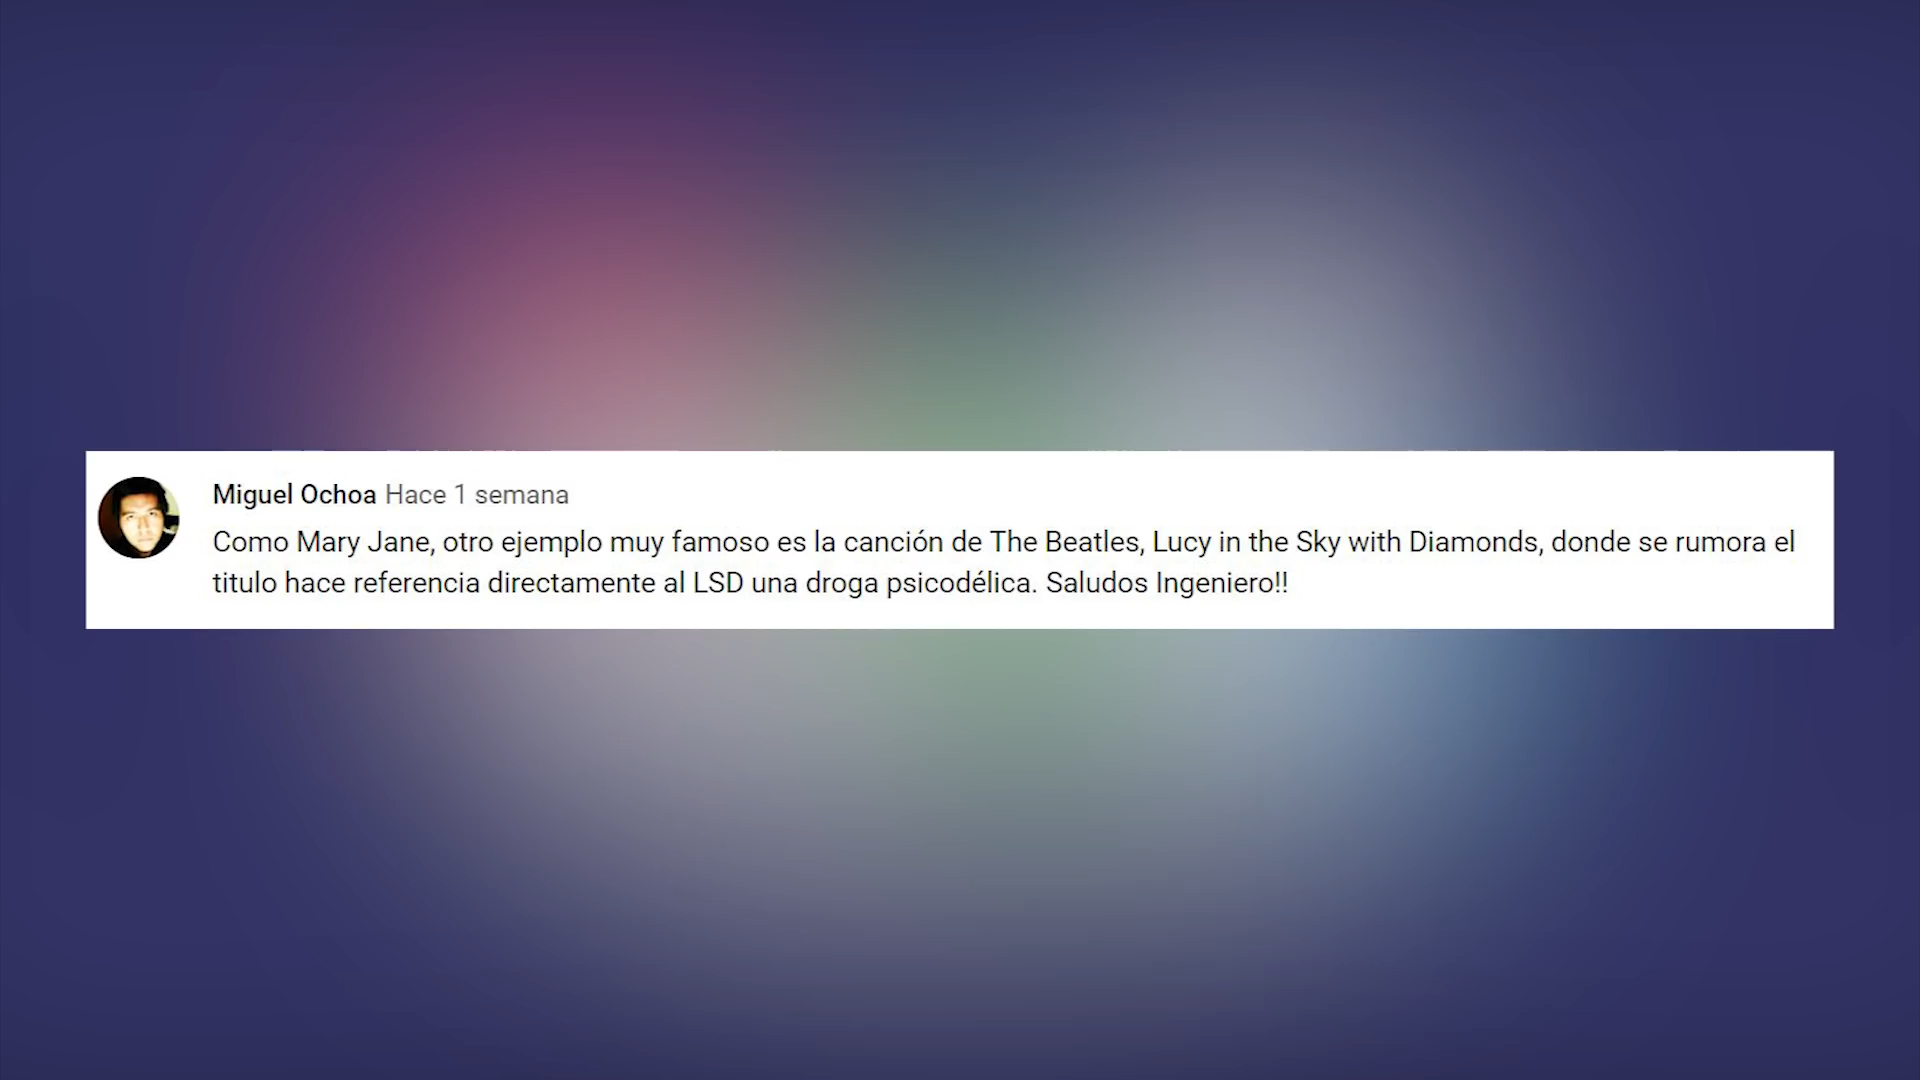 Miguel Ochoa Hace 1 semana
Como Mary Jane, otro ejemplo muy famoso es la canción de The Beatles, Lucy in the Sky with Diamonds, donde se rumora el
titulo hace referencia directamente al LSD una droga psicodélica. Saludos Ingeniero!!